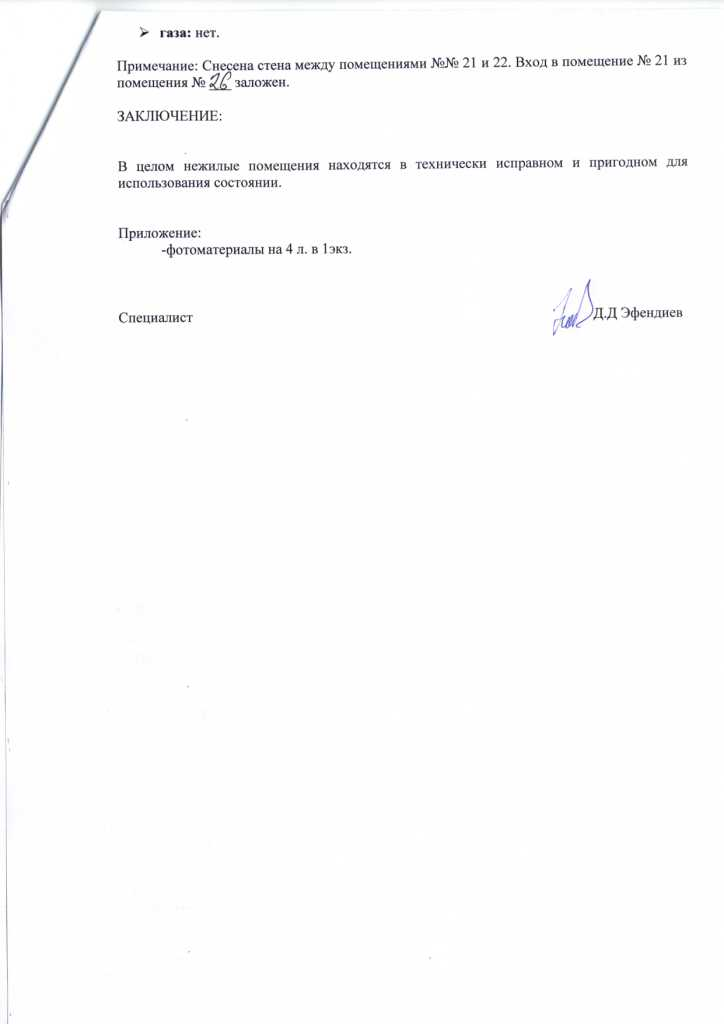 ➢ газа: нет.
Примечание: Снесена стена между помещениями №№ 21 и 22. Вход в помещение № 21 из
помещения № 26 заложен.
ЗАКЛЮЧЕНИЕ:
В целом нежилые помещения находятся в технически исправном и пригодном для
использования состоянии.
Приложение:
-фотоматериалы на 4 л. в 1экз.
Специалист
Д.Д Эфендиев